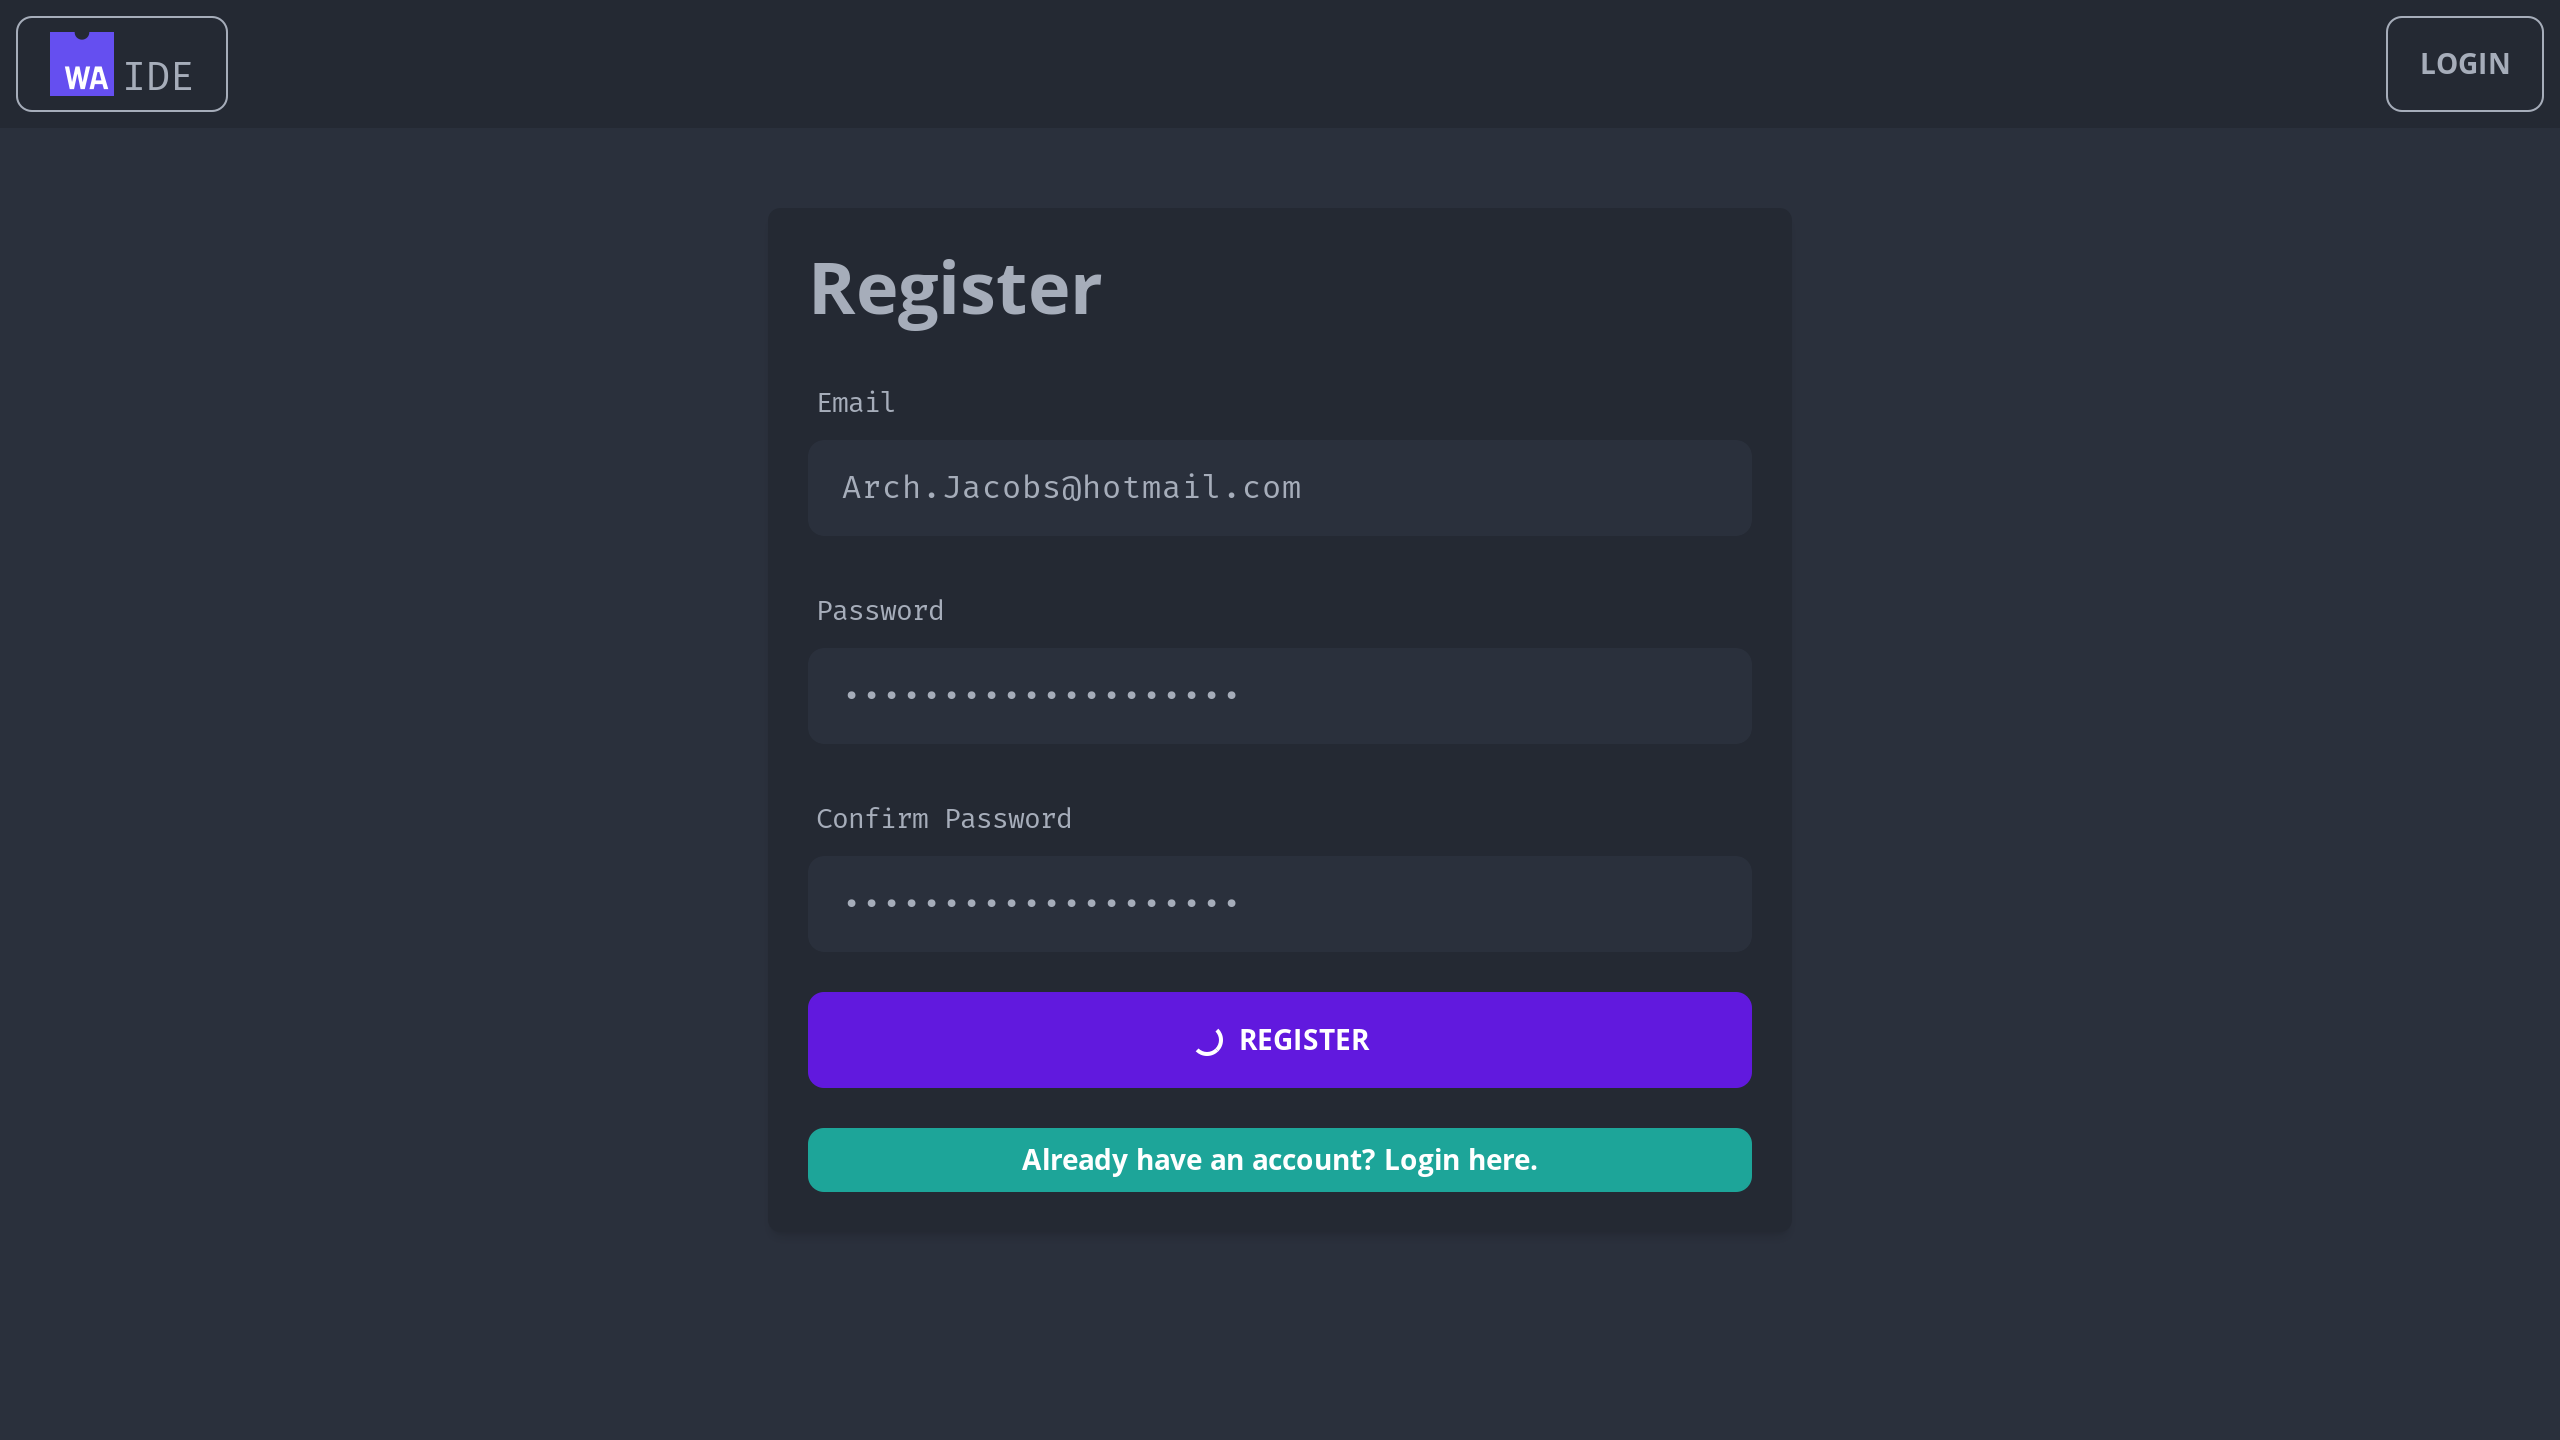 WA IDE
LOGIN
Register
Email
Arch.Jacobs@hotmail.com
Password
••••••••••••••••••••
Confirm Password
••••••••••••••••••••
REGISTER
Already have an account? Login here.